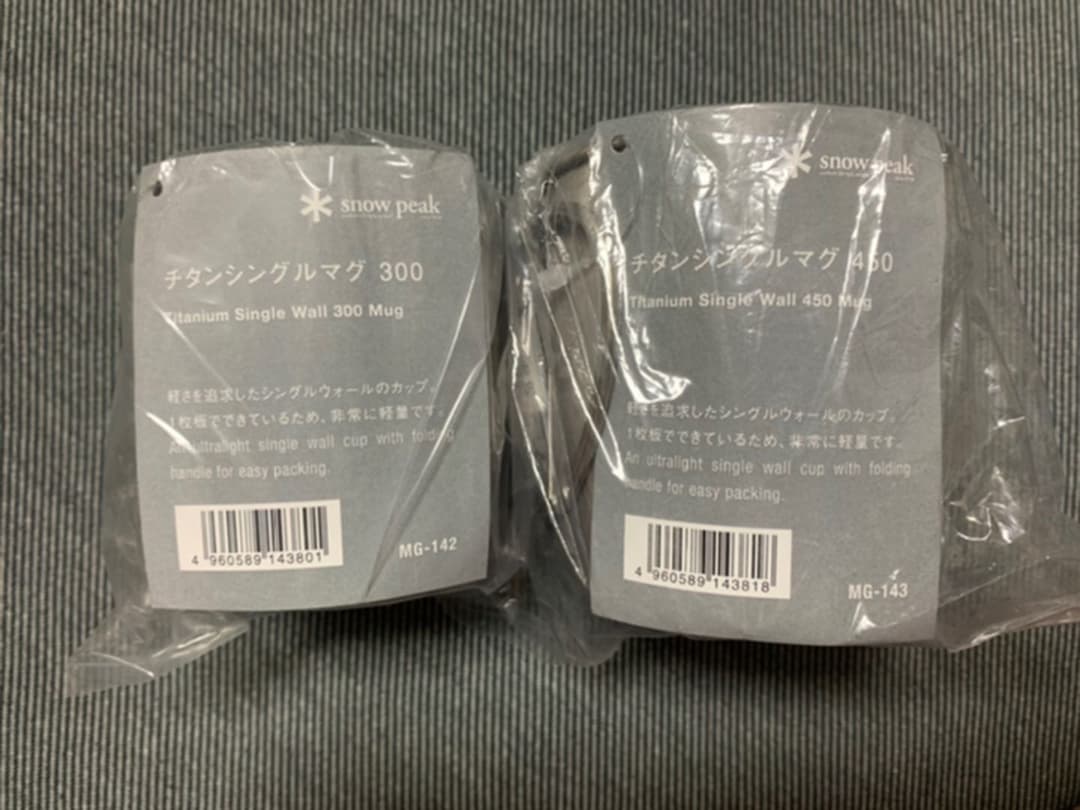 snow peak
チタンシングルマグ 300
Titanium Single Wall 300 Mug
軽さを追求したシングルウォールのカップ。
1枚板でできているため、非常に軽量です。
An ultralight single wall cup with folding
handle for easy packing.
4 960589 143801
MG-142
snow peak
チタンシングルマグ 450
Titanium Single Wall 450 Mug
軽さを追求したシングルウォールのカップ。
1枚板でできているため、非常に軽量です。
An ultralight single wall cup with folding
handle for easy packing.
4 960589 143818
MG-143